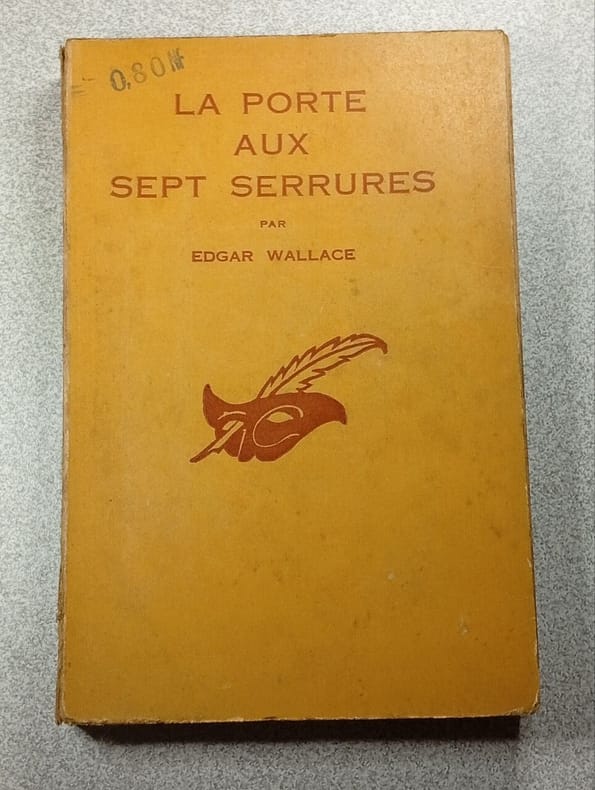 0,80
LA PORTE
AUX
SEPT SERRURES
PAR
EDGAR WALLACE